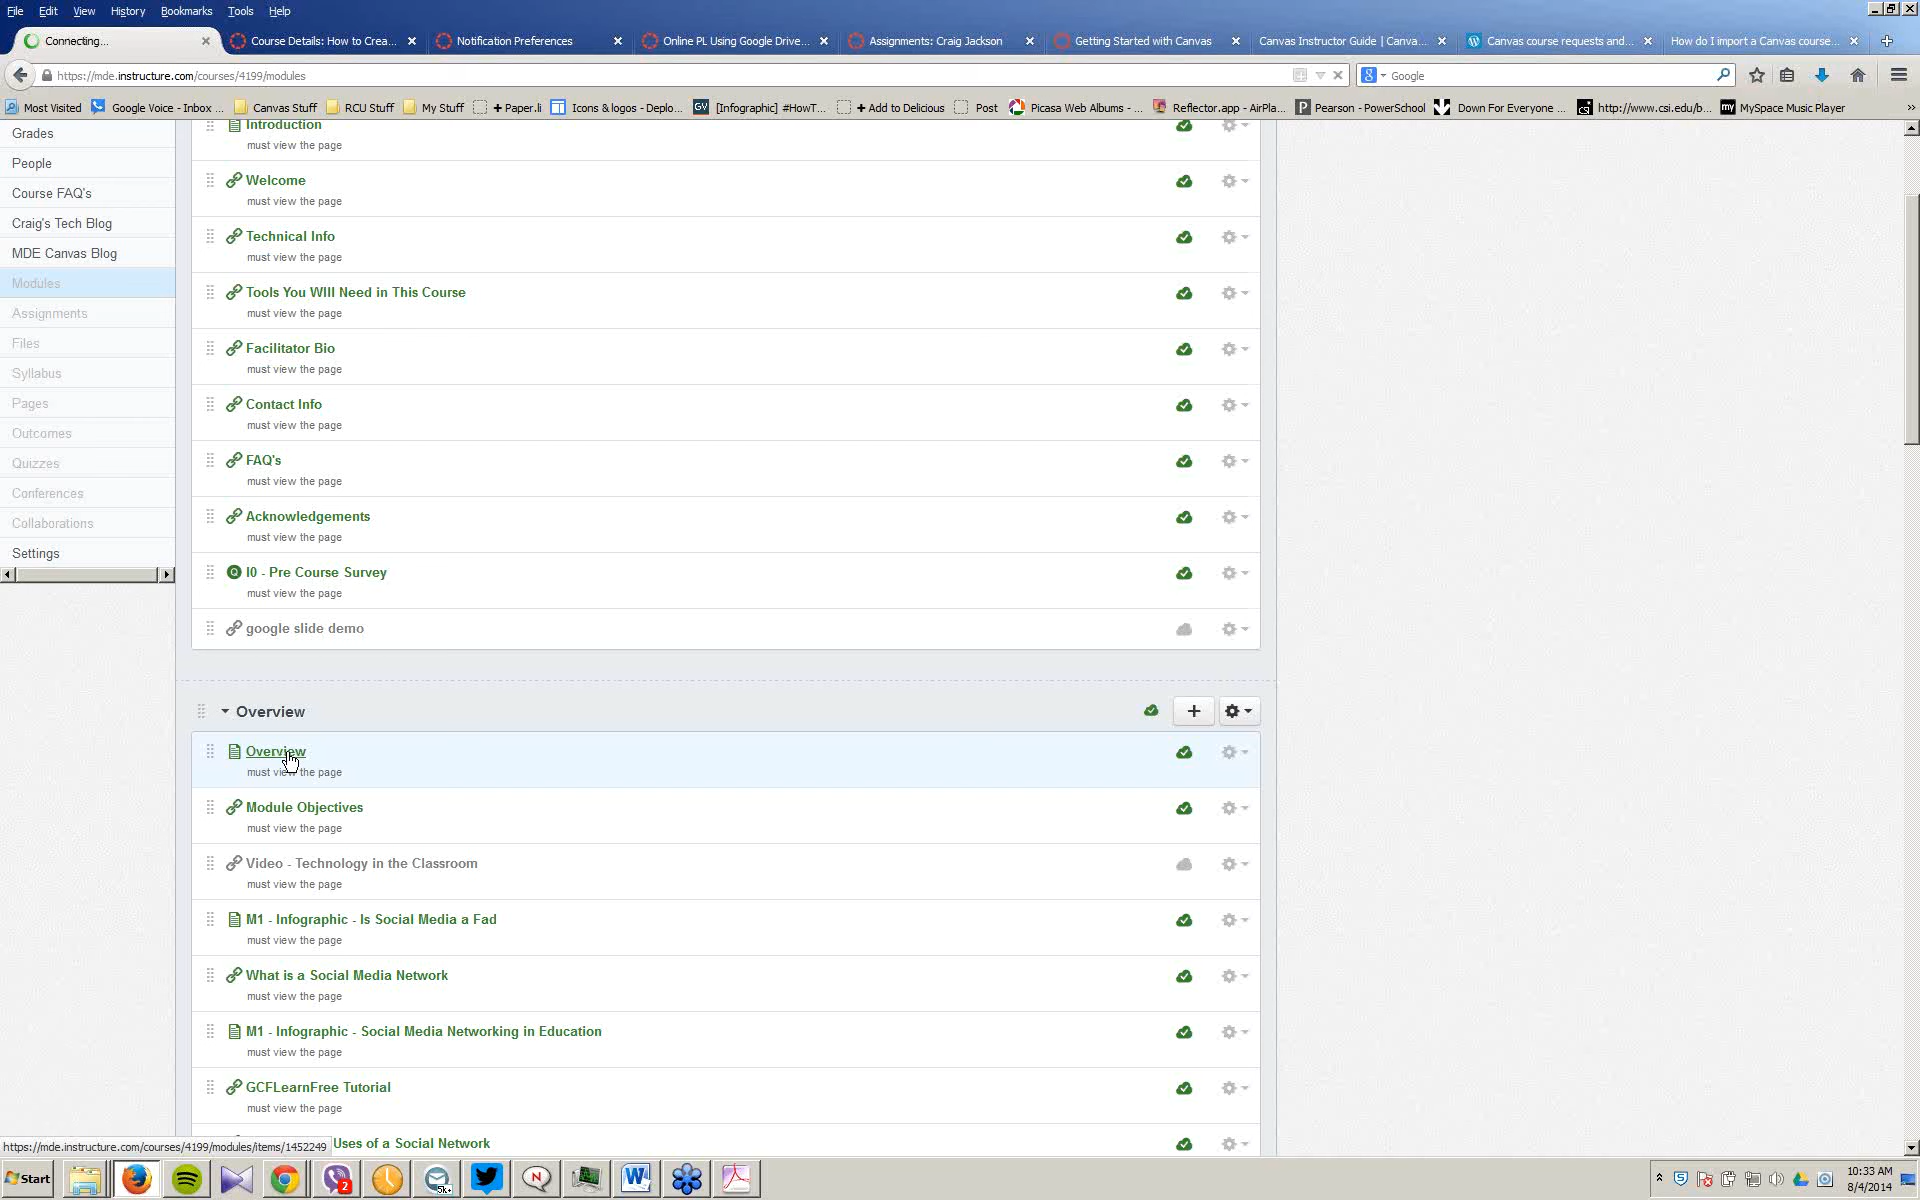 File Edit View History Bookmarks Tools Help
Connecting... Course Details: How to Crea... Notification Preferences Online PL Using Google Drive... Assignments: Craig Jackson Getting Started with Canvas Canvas Instructor Guide | Canva... Canvas course requests and... How do I import a Canvas course...
https://mde.instructure.com/courses/4199/modules Google
Most Visited Google Voice - Inbox ... Canvas Stuff RCU Stuff My Stuff + Paper.li Icons & logos - Deplo... GV [Infographic] #HowT... + Add to Delicious Post Picasa Web Albums - ... Reflector.app - AirPla... P Pearson - PowerSchool Down For Everyone ... csi http://www.csi.edu/b... my MySpace Music Player
Grades
People
Course FAQ's
Craig's Tech Blog
MDE Canvas Blog
Modules
Assignments
Files
Syllabus
Pages
Outcomes
Quizzes
Conferences
Collaborations
Settings
Introduction
must view the page
Welcome
must view the page
Technical Info
must view the page
Tools You WIll Need in This Course
must view the page
Facilitator Bio
must view the page
Contact Info
must view the page
FAQ's
must view the page
Acknowledgements
must view the page
I0 - Pre Course Survey
must view the page
google slide demo
Overview
Overview
must view the page
Module Objectives
must view the page
Video - Technology in the Classroom
must view the page
M1 - Infographic - Is Social Media a Fad
must view the page
What is a Social Media Network
must view the page
M1 - Infographic - Social Media Networking in Education
must view the page
GCFLearnFree Tutorial
must view the page
Uses of a Social Network
https://mde.instructure.com/courses/4199/modules/items/1452249
Start 2 5k+ N W
10:33 AM
8/4/2014